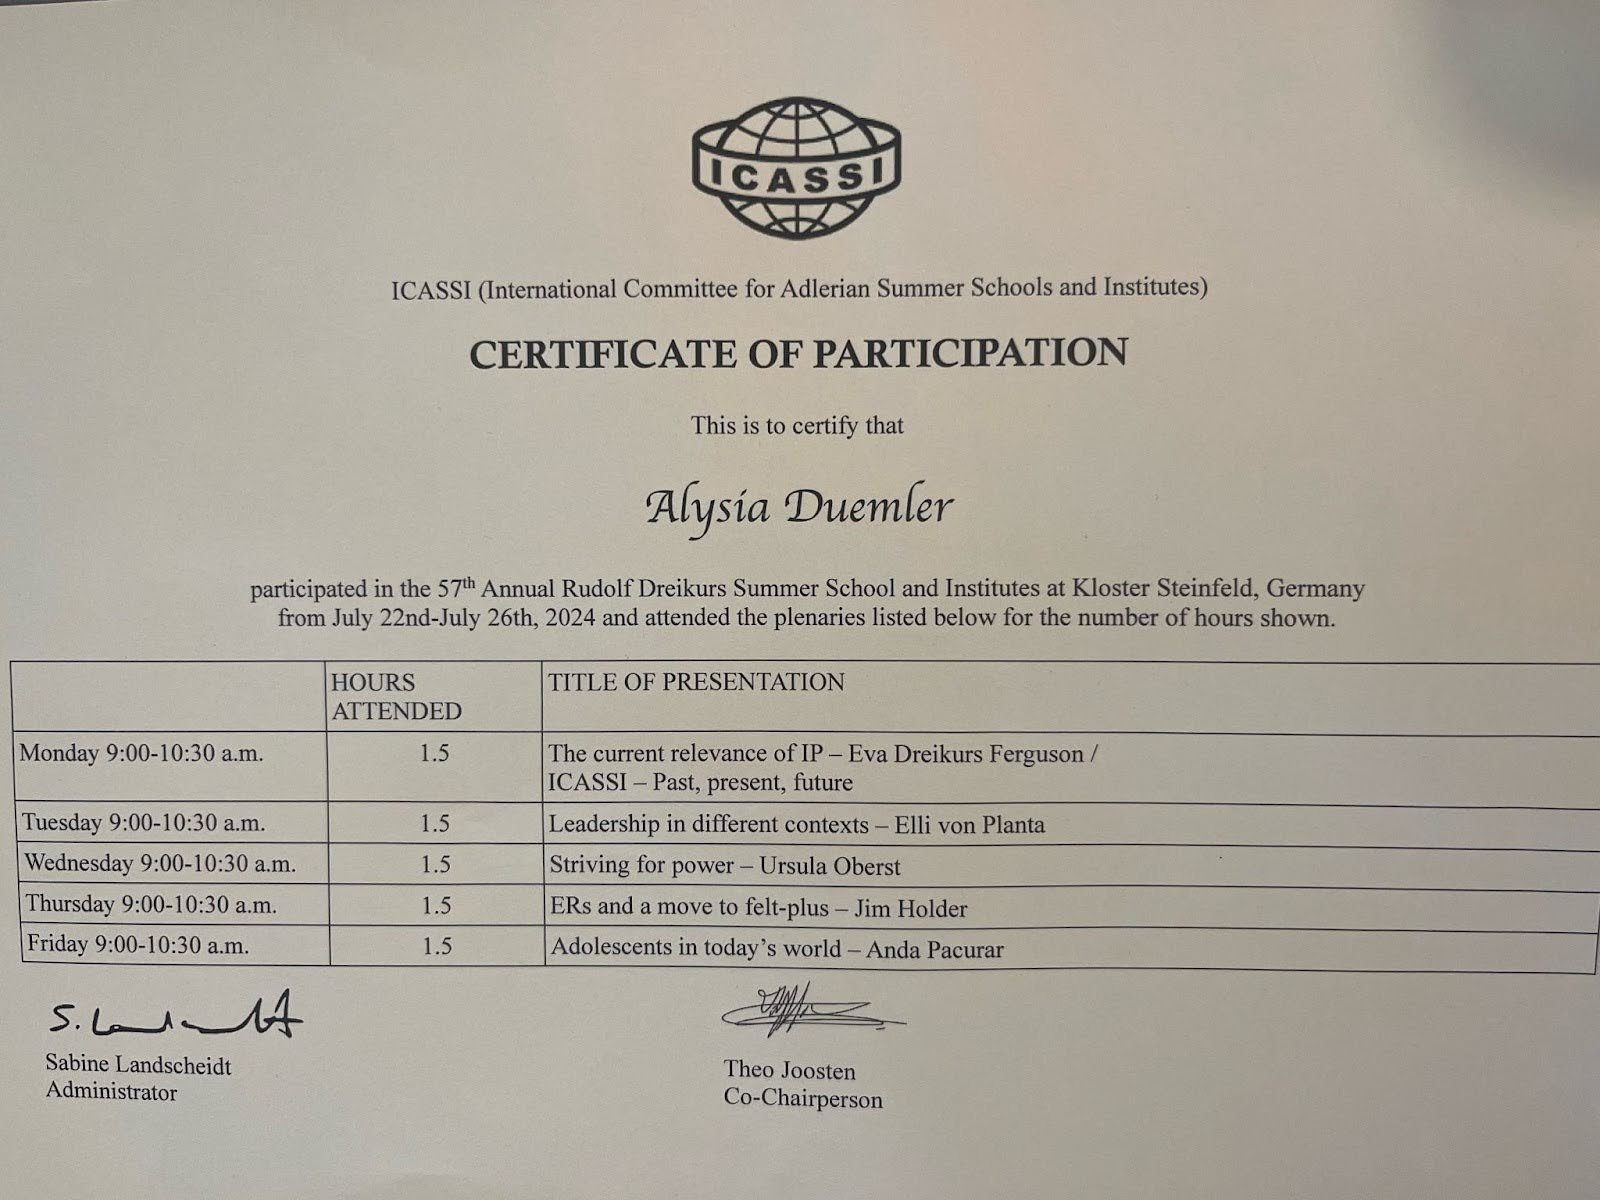 ICASSI
ICASSI (International Committee for Adlerian Summer Schools and Institutes)
CERTIFICATE OF PARTICIPATION
This is to certify that
Alysia Duemler
participated in the 57th Annual Rudolf Dreikurs Summer School and Institutes at Kloster Steinfeld, Germany
from July 22nd-July 26th, 2024 and attended the plenaries listed below for the number of hours shown.
HOURS
ATTENDED
TITLE OF PRESENTATION
Monday 9:00-10:30 a.m. 1.5 The current relevance of IP – Eva Dreikurs Ferguson /
ICASSI – Past, present, future
Tuesday 9:00-10:30 a.m. 1.5 Leadership in different contexts – Elli von Planta
Wednesday 9:00-10:30 a.m. 1.5 Striving for power – Ursula Oberst
Thursday 9:00-10:30 a.m. 1.5 ERs and a move to felt-plus – Jim Holder
Friday 9:00-10:30 a.m. 1.5 Adolescents in today’s world – Anda Pacurar
Sabine Landscheidt
Administrator
Theo Joosten
Co-Chairperson